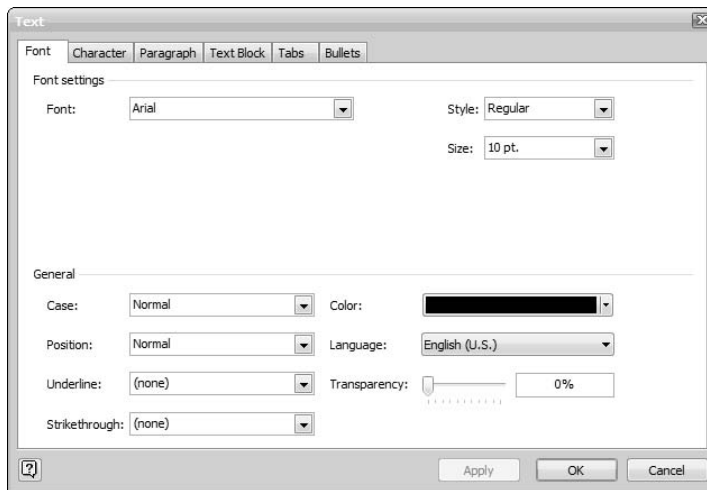 Text
Font Character Paragraph Text Block Tabs Bullets
Font settings
Font: Arial Style: Regular
Size: 10 pt.
General
Case: Normal Color:
Position: Normal Language: English (U.S.)
Underline: (none) Transparency: 0%
Strikethrough: (none)
? Apply OK Cancel